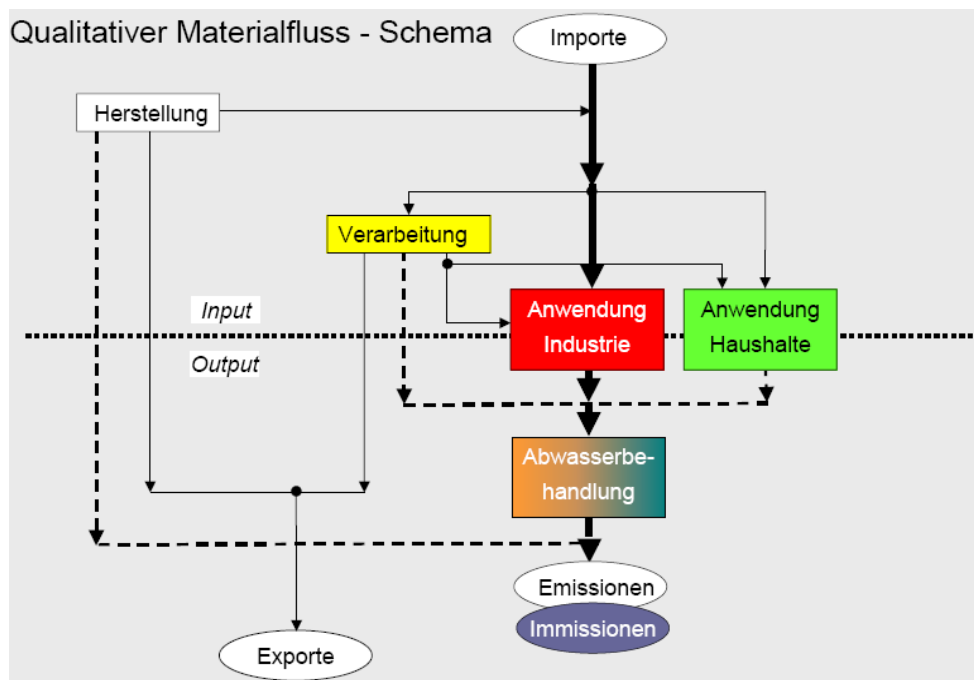 Qualitativer Materialfluss - Schema
Importe
Herstellung
Verarbeitung
Input
Output
Anwendung
Industrie
Anwendung
Haushalte
Abwasserbe-
handlung
Emissionen
Immissionen
Exporte